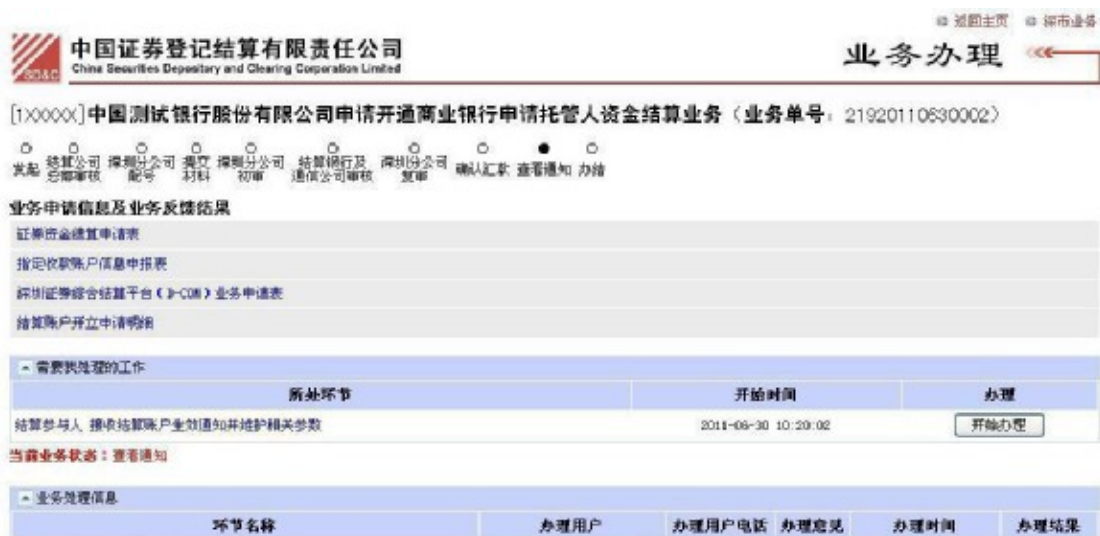 返回主页 深市业务
中国证券登记结算有限责任公司
China Securities Depositary and Clearing Corporation Limited
SD&C
业务办理
[1XXXXX]中国测试银行股份有限公司申请开通商业银行申请托管人资金结算业务（业务单号：21920110630002）
发起 结算公司总部审核 深圳分公司配号 提交材料 深圳分公司初审 结算银行及通信公司审核 深圳分公司复审 确认汇款 查看通知 办结
业务申请信息及业务反馈结果
证券资金结算申请表
指定收款账户信息申报表
深圳证券综合结算平台（D-COM）业务申请表
结算账户开立申请明细
需要我处理的工作
所处环节 开始时间 办理
结算参与人 接收结算账户生效通知并维护相关参数 2011-06-30 10:29:02 开始办理
当前业务状态：查看通知
业务处理信息
环节名称 办理用户 办理用户电话 办理意见 办理时间 办理结果